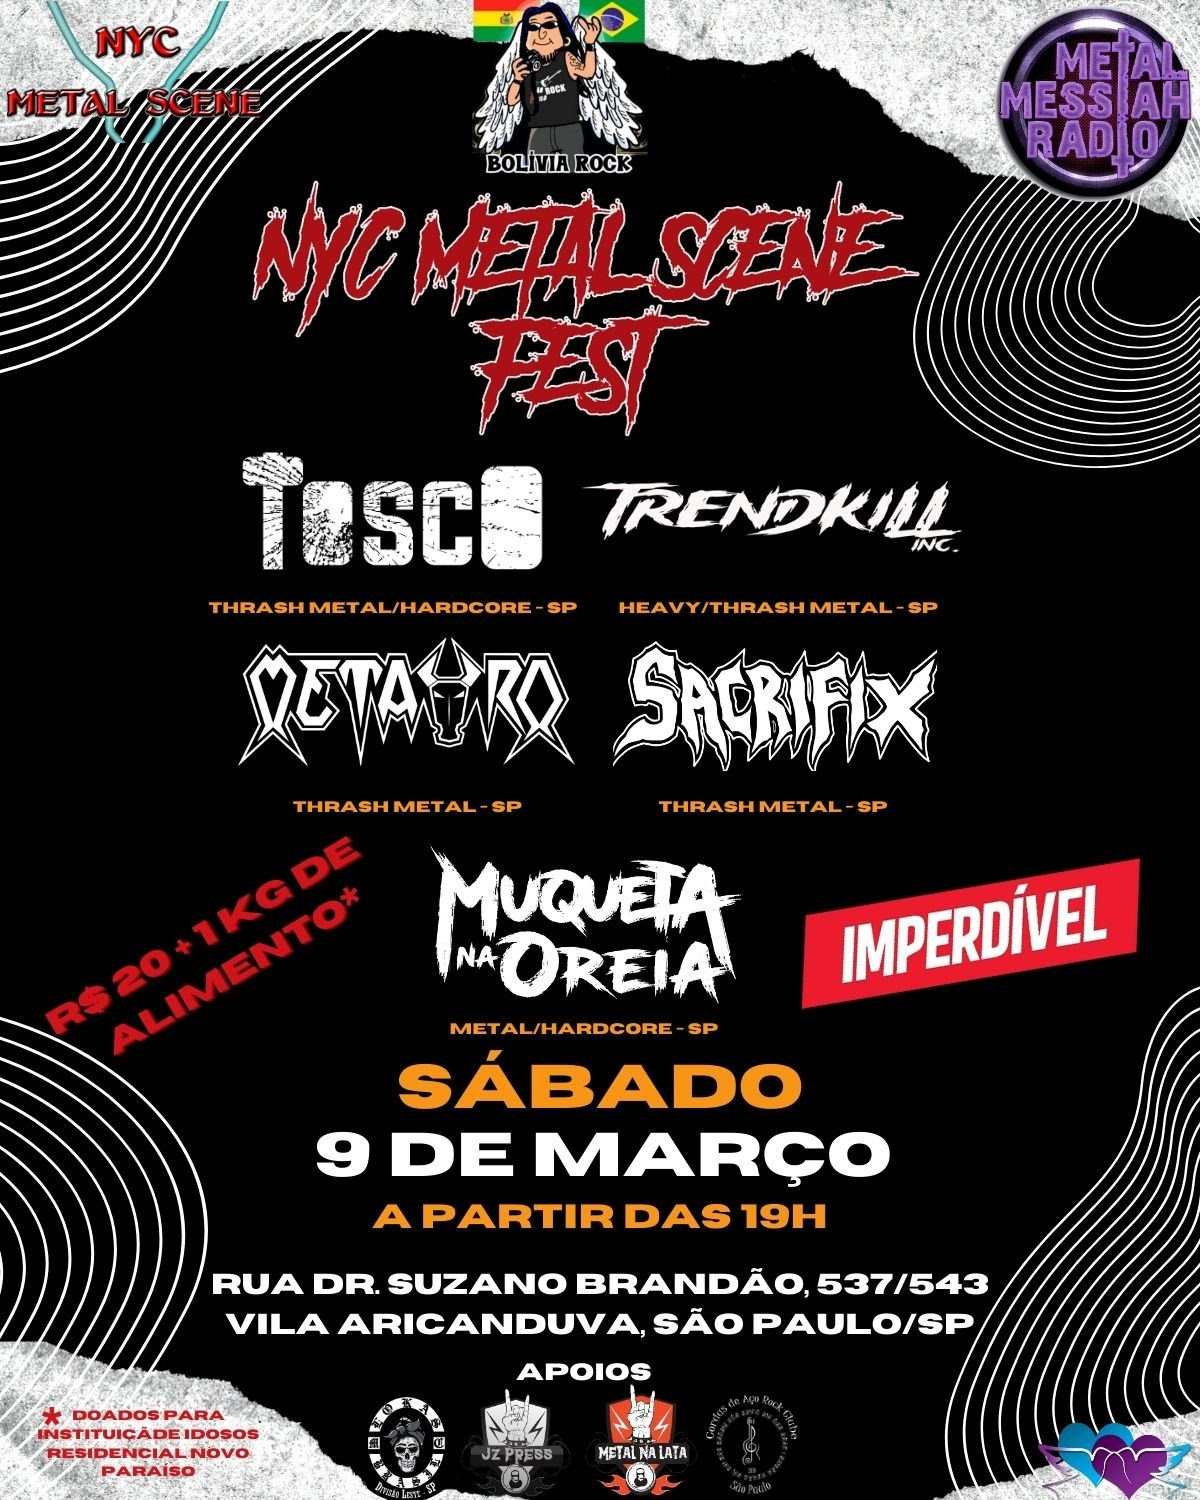 NYC
METAL SCENE
ROCK
BOLÍVIA ROCK
METAL
MESSIAH
RADIO
NYC METAL SCENE
FEST
TOSCO
TRENDKILL
INC.
THRASH METAL/HARDCORE - SP
HEAVY/THRASH METAL - SP
METAURO
SACRIFIX
THRASH METAL - SP
THRASH METAL - SP
R$ 20 + 1 KG DE
ALIMENTO*
MUQUETA
NA OREIA
IMPERDÍVEL
METAL/HARDCORE - SP
SÁBADO
9 DE MARÇO
A PARTIR DAS 19H
RUA DR. SUZANO BRANDÃO, 537/543
VILA ARICANDUVA, SÃO PAULO/SP
APOIOS
* DOADOS PARA
INSTITUIÇÃDE IDOSOS
RESIDENCIAL NOVO
PARAÍSO
BRASIL
DIVISÃO LESTE - SP
JZ PRESS
METAL NA LATA
Cordas de Aço Rock Clube
São Paulo